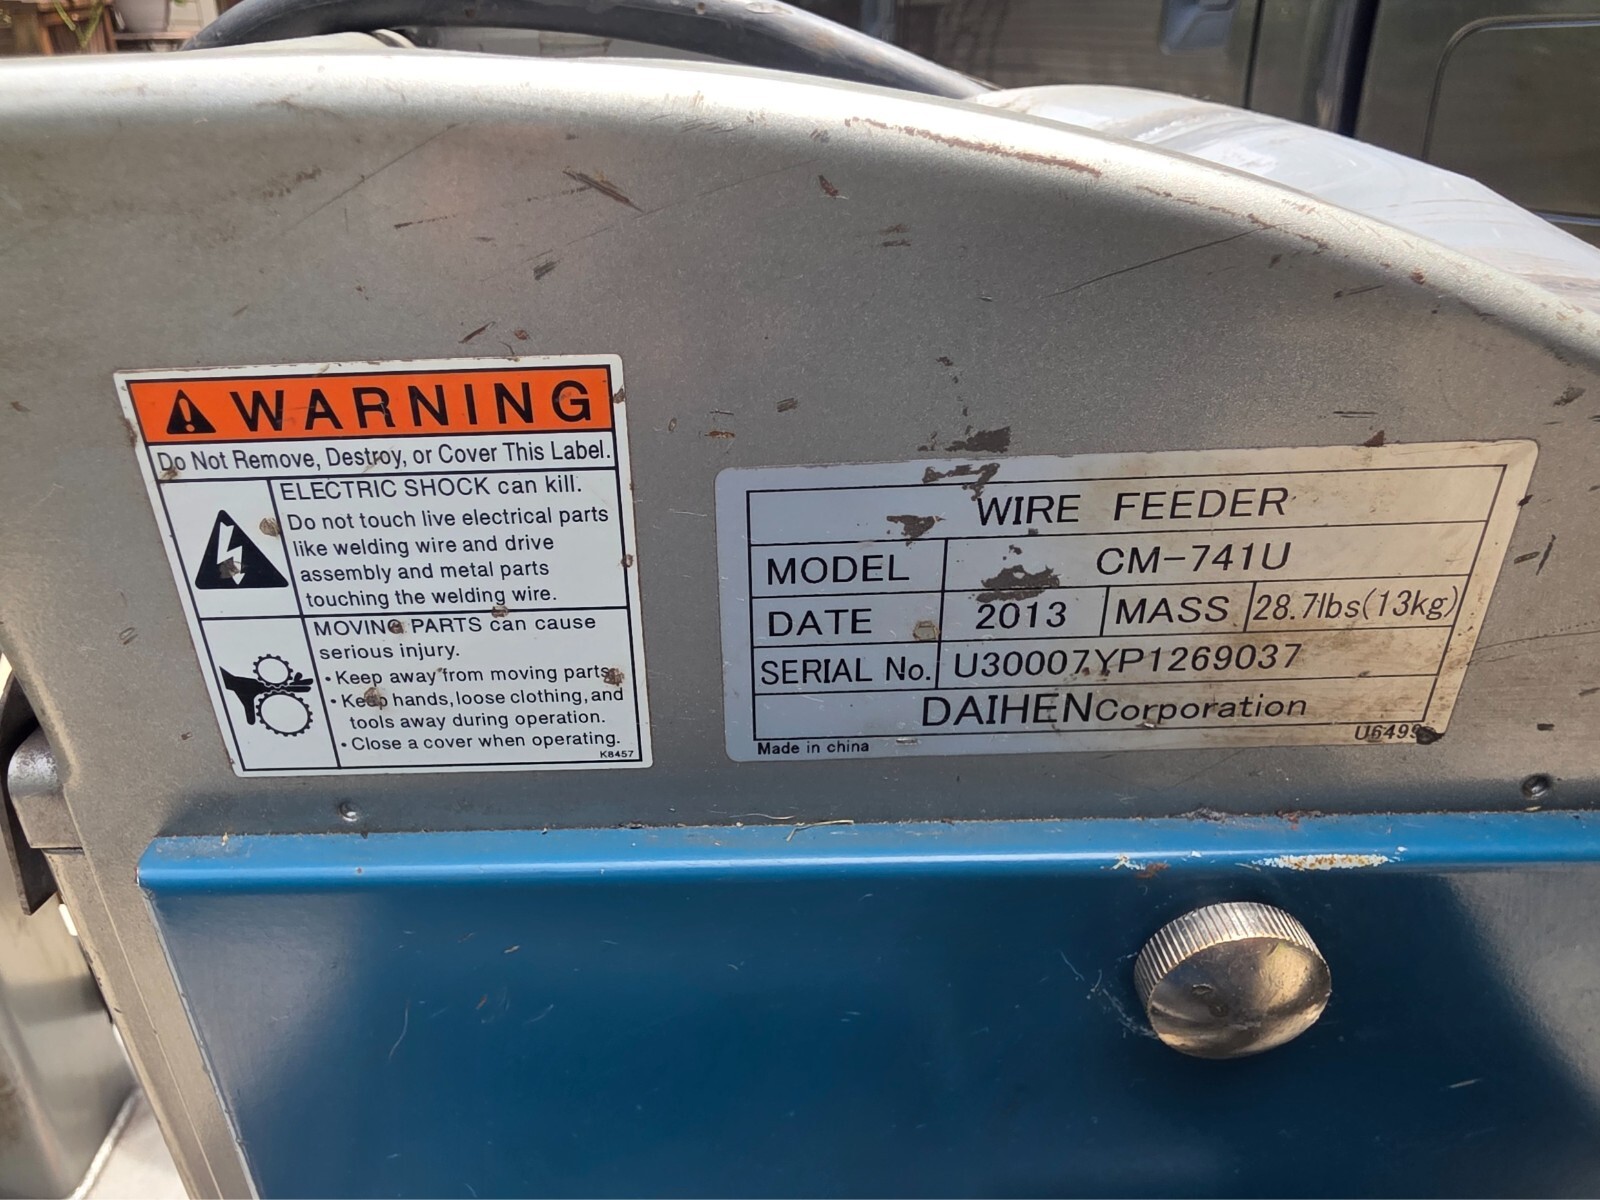 WARNING
Do Not Remove, Destroy, or Cover This Label.
ELECTRIC SHOCK can kill.
Do not touch live electrical parts
like welding wire and drive
assembly and metal parts
touching the welding wire.
MOVING PARTS can cause
serious injury.
• Keep away from moving parts.
• Keep hands, loose clothing, and
tools away during operation.
• Close a cover when operating.
K8457
WIRE FEEDER
MODEL CM-741U
DATE 2013 MASS 28.7lbs(13kg)
SERIAL No. U30007YP1269037
DAIHEN Corporation
Made in china